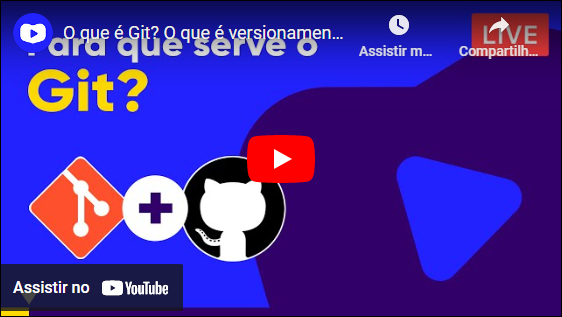 O que é Git? O que é versionamen...
Assistir m...
Compartilh...
LIVE
Para que serve o
Git?
Assistir no YouTube